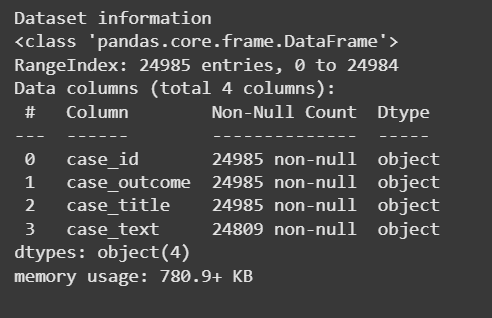 Dataset information
<class 'pandas.core.frame.DataFrame'>
RangeIndex: 24985 entries, 0 to 24984
Data columns (total 4 columns):
 #   Column        Non-Null Count  Dtype
---  ------        --------------  -----
 0   case_id       24985 non-null  object
 1   case_outcome  24985 non-null  object
 2   case_title    24985 non-null  object
 3   case_text     24809 non-null  object
dtypes: object(4)
memory usage: 780.9+ KB